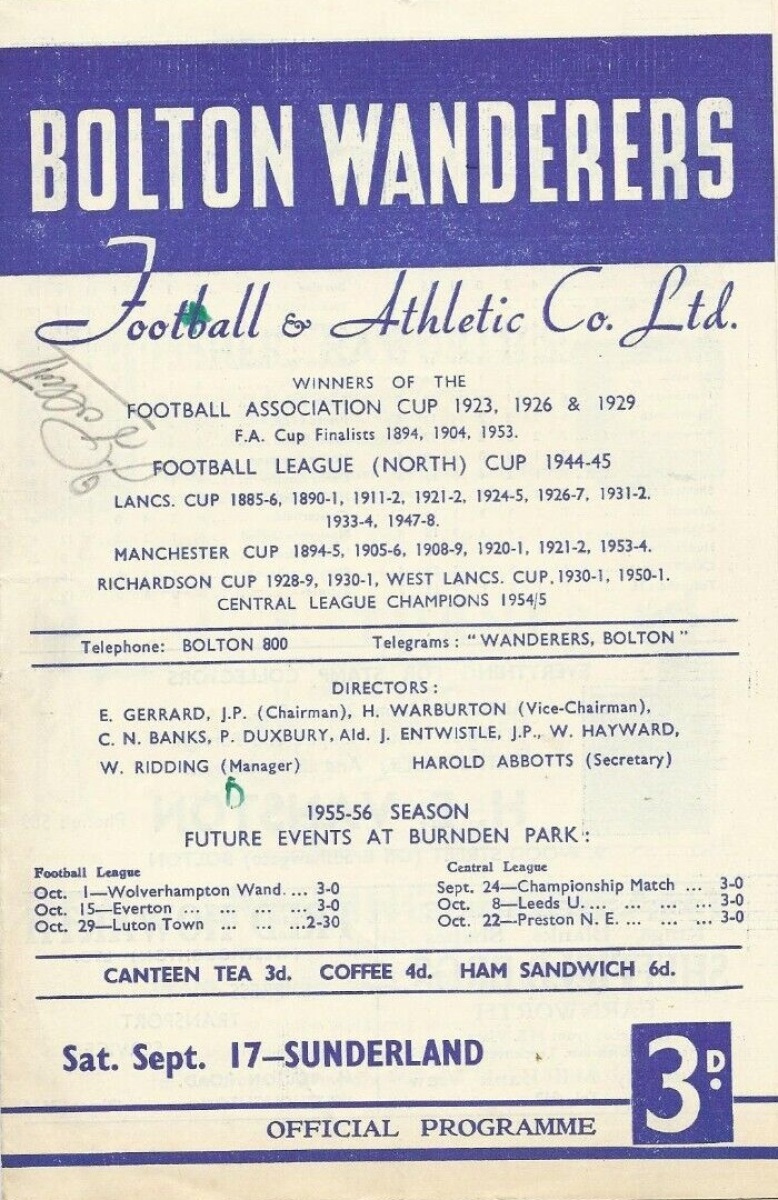 BOLTON WANDERERS
Football & Athletic Co. Ltd.
WINNERS OF THE
FOOTBALL ASSOCIATION CUP 1923, 1926 & 1929
F.A. Cup Finalists 1894, 1904, 1953.
FOOTBALL LEAGUE (NORTH) CUP 1944-45
LANCS. CUP 1885-6, 1890-1, 1911-2, 1921-2, 1924-5, 1926-7, 1931-2.
1933-4, 1947-8.
MANCHESTER CUP 1894-5, 1905-6, 1908-9, 1920-1, 1921-2, 1953-4.
RICHARDSON CUP 1928-9, 1930-1, WEST LANCS. CUP. 1930-1, 1950-1.
CENTRAL LEAGUE CHAMPIONS 1954/5
Telephone: BOLTON 800 Telegrams: "WANDERERS, BOLTON"
DIRECTORS:
E. GERRARD, J.P. (Chairman), H. WARBURTON (Vice-Chairman),
C. N. BANKS, P. DUXBURY, Ald. J. ENTWISTLE, J.P., W. HAYWARD,
W. RIDDING (Manager) HAROLD ABBOTTS (Secretary)
D
1955-56 SEASON
FUTURE EVENTS AT BURNDEN PARK:
Football League
Oct. 1—Wolverhampton Wand. ... 3-0
Oct. 15—Everton ... ... ... ... 3-0
Oct. 29—Luton Town ... ... ...2-30
Central League
Sept. 24—Championship Match ... 3-0
Oct. 8—Leeds U.... ... ... ... 3-0
Oct. 22—Preston N. E. ... ... ... 3-0
CANTEEN TEA 3d. COFFEE 4d. HAM SANDWICH 6d.
Sat. Sept. 17—SUNDERLAND
3D.
OFFICIAL PROGRAMME